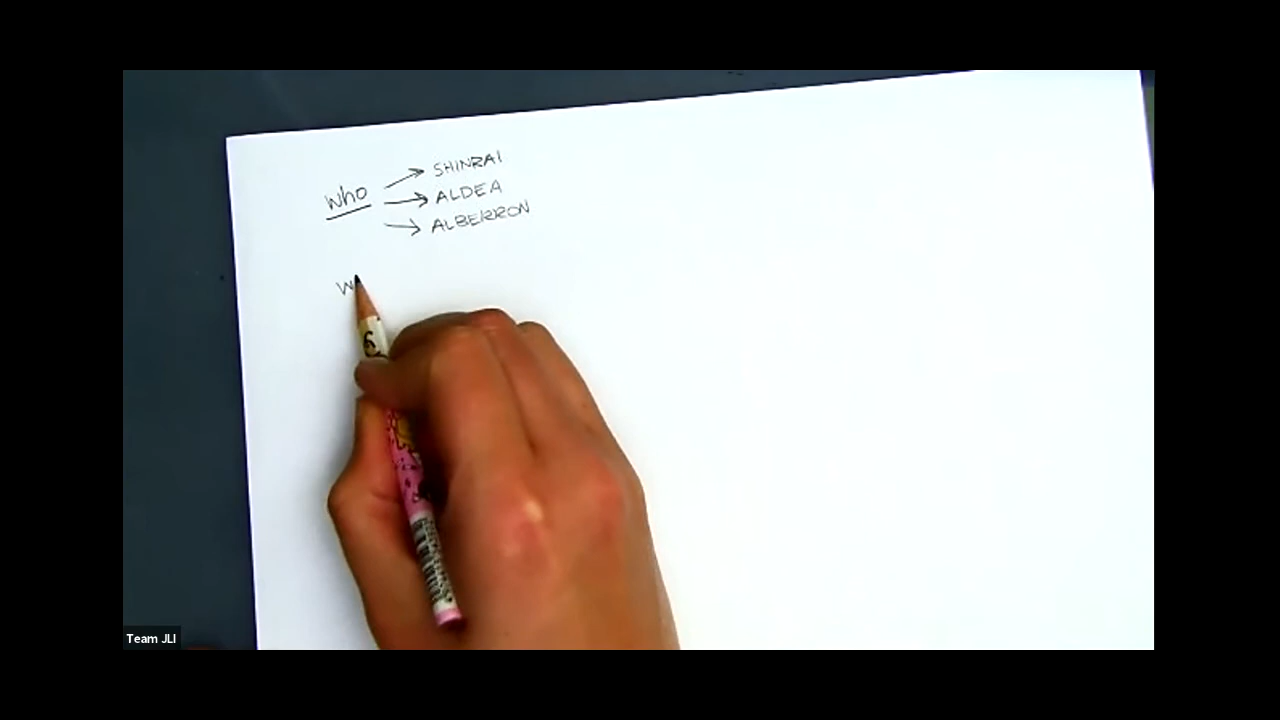 Who → SHINRAI
→ ALDEA
→ ALBERRON
W
Team JLI